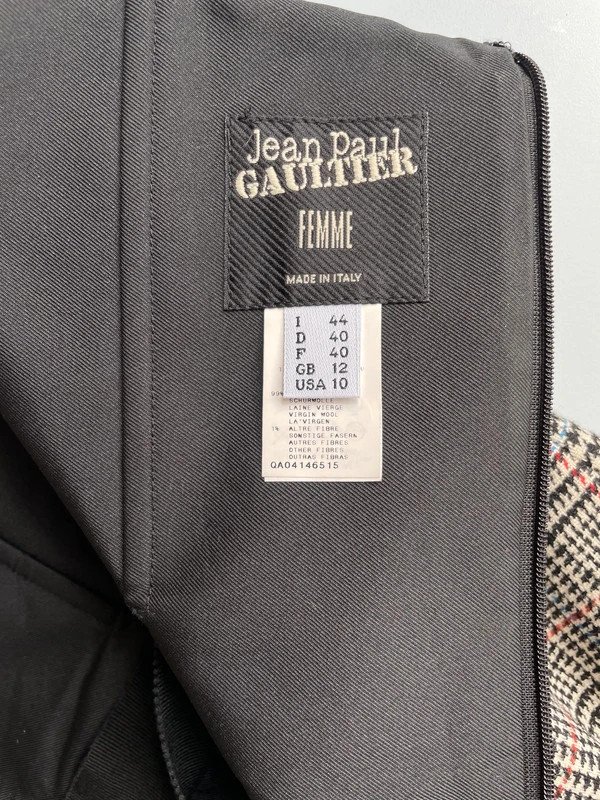 Jean Paul
GAULTIER
FEMME
MADE IN ITALY
I 44
D 40
F 40
GB 12
USA 10
99%
SCHURWOLLE
LAINE VIERGE
VIRGIN WOOL
LA'VIRGEN
1% ALTRE FIBRE
SONSTIGE FASERN
AUTRES FIBRES
OTHER FIBRES
OUTRAS FIBRAS
QA04146515